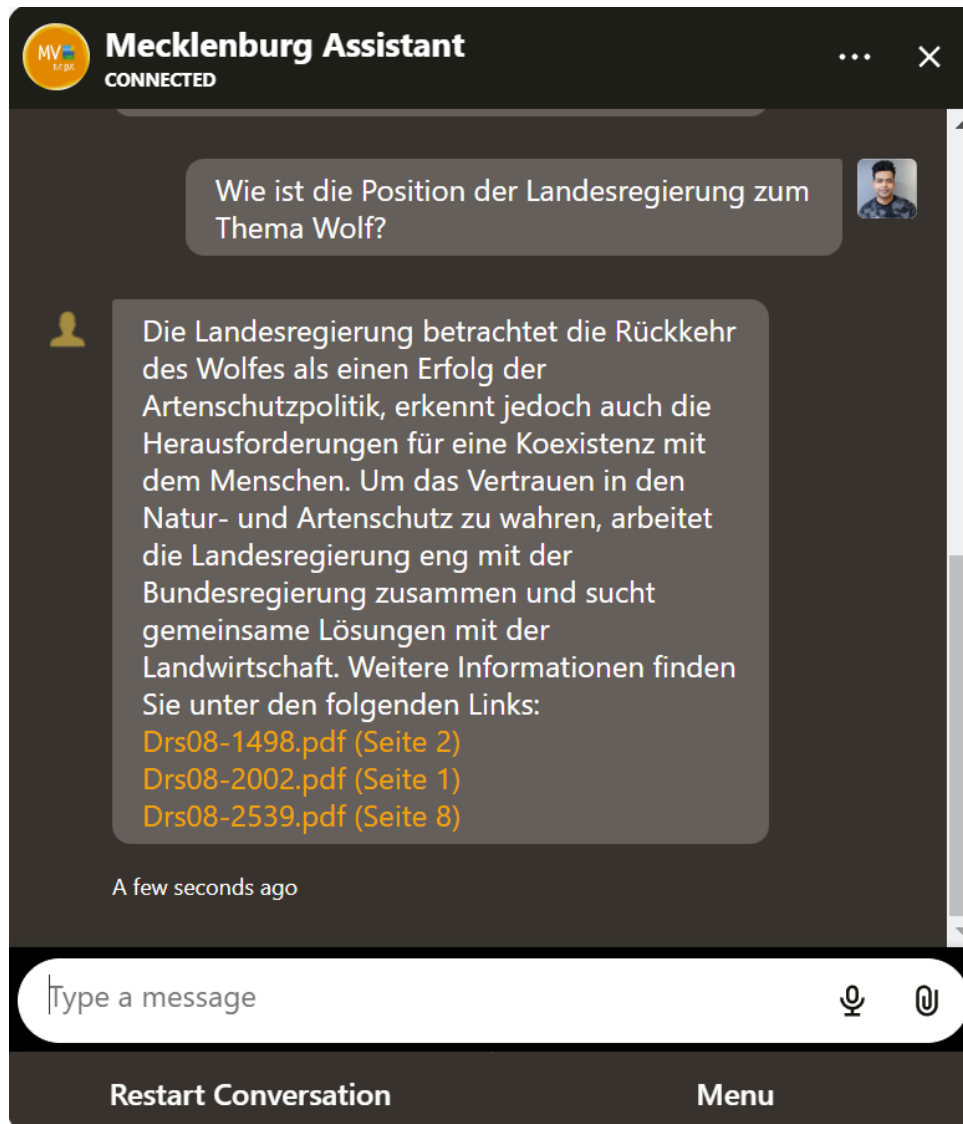 MV
Mecklenburg Assistant
CONNECTED
Wie ist die Position der Landesregierung zum
Thema Wolf?
Die Landesregierung betrachtet die Rückkehr
des Wolfes als einen Erfolg der
Artenschutzpolitik, erkennt jedoch auch die
Herausforderungen für eine Koexistenz mit
dem Menschen. Um das Vertrauen in den
Natur- und Artenschutz zu wahren, arbeitet
die Landesregierung eng mit der
Bundesregierung zusammen und sucht
gemeinsame Lösungen mit der
Landwirtschaft. Weitere Informationen finden
Sie unter den folgenden Links:
Drs08-1498.pdf (Seite 2)
Drs08-2002.pdf (Seite 1)
Drs08-2539.pdf (Seite 8)
A few seconds ago
Type a message
Restart Conversation
Menu